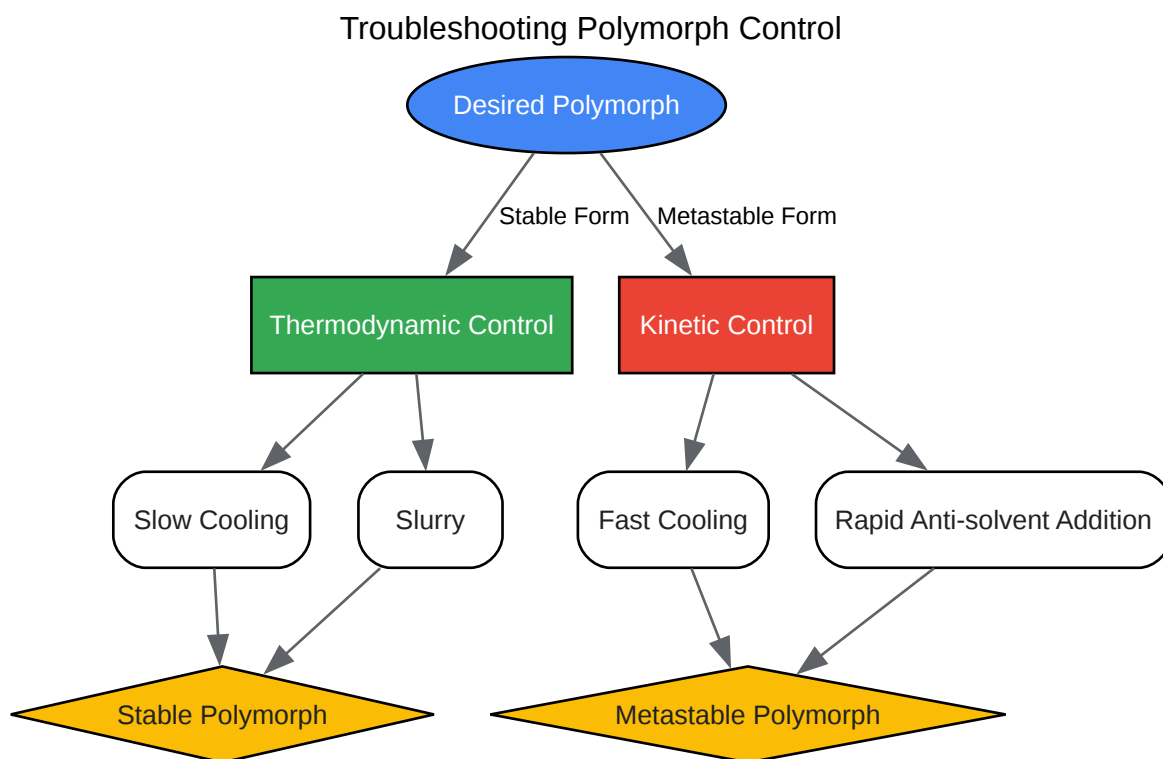 Troubleshooting Polymorph Control
Desired Polymorph
Stable Form
Metastable Form
Thermodynamic Control
Kinetic Control
Slow Cooling
Slurry
Fast Cooling
Rapid Anti-solvent Addition
Stable Polymorph
Metastable Polymorph